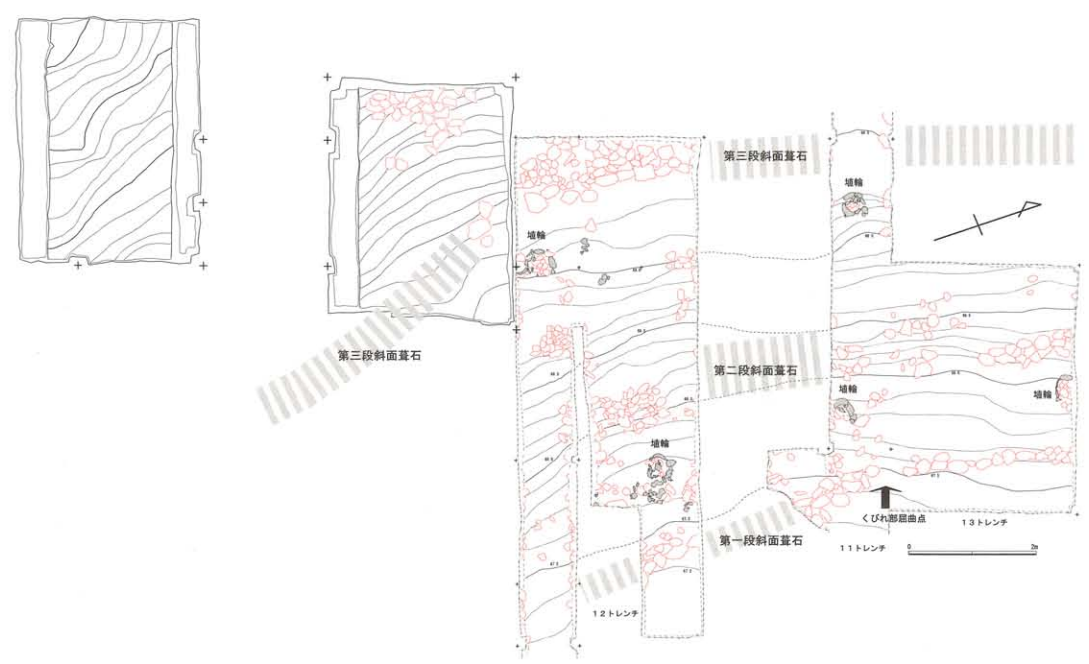 第三段斜面葺石
埴輪
埴輪
第三段斜面葺石
第二段斜面葺石
埴輪
埴輪
埴輪
くびれ部屈曲点
13トレンチ
第一段斜面葺石
11トレンチ
0 2m
12トレンチ